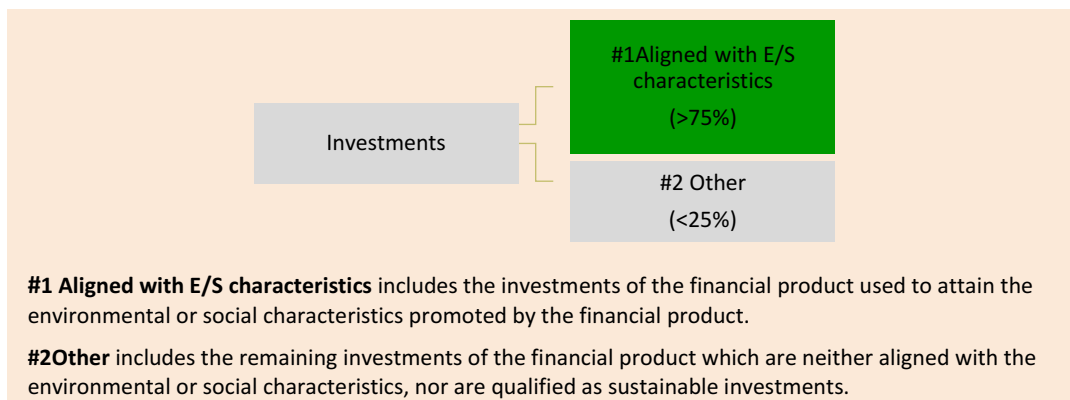 #1Aligned with E/S
characteristics
(>75%)
Investments
#2 Other
(<25%)
#1 Aligned with E/S characteristics includes the investments of the financial product used to attain the
environmental or social characteristics promoted by the financial product.
#2Other includes the remaining investments of the financial product which are neither aligned with the
environmental or social characteristics, nor are qualified as sustainable investments.